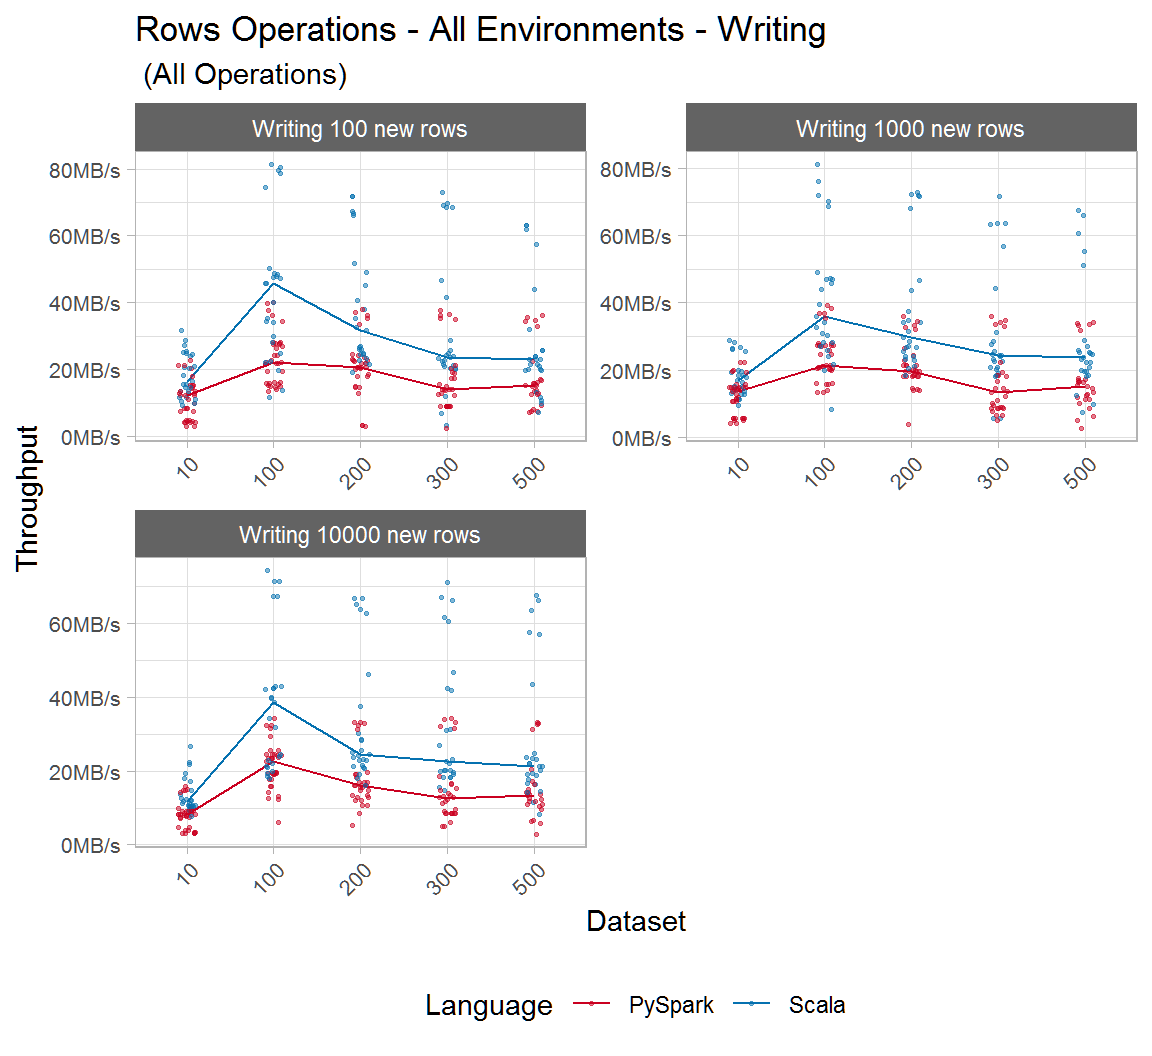 Rows Operations - All Environments - Writing
(All Operations)
Writing 100 new rows
80MB/s
60MB/s
40MB/s
20MB/s
0MB/s
10
100
200
300
500
Writing 1000 new rows
80MB/s
60MB/s
40MB/s
20MB/s
0MB/s
10
100
200
300
500
Throughput
Writing 10000 new rows
60MB/s
40MB/s
20MB/s
0MB/s
10
100
200
300
500
Dataset
Language PySpark Scala